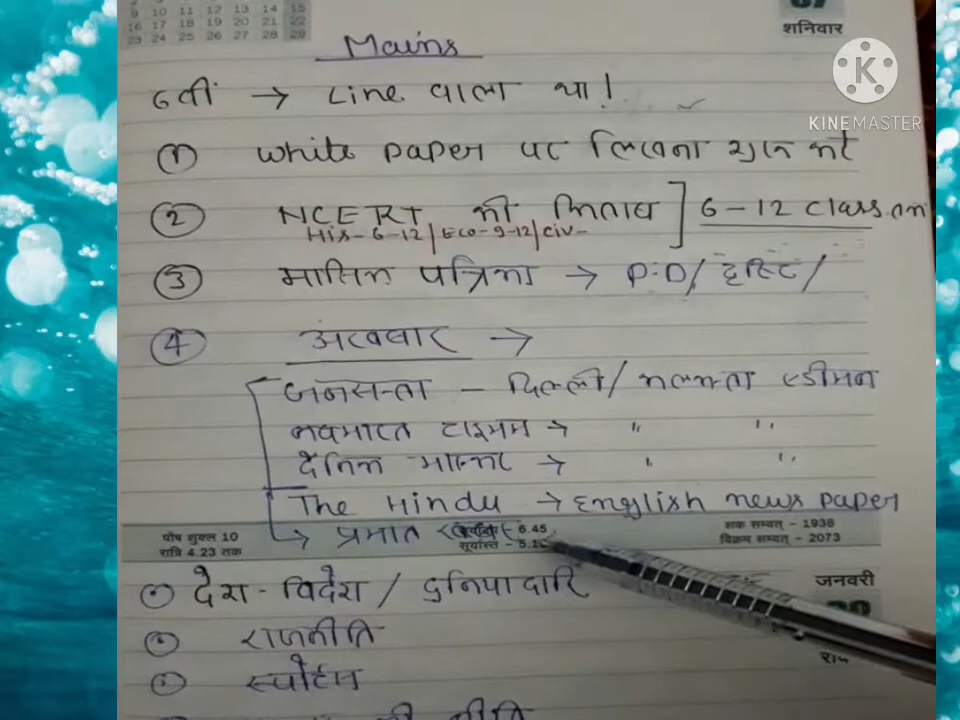 9 10 11 12 13 14 15
16 17 18 19 20 21 22
23 24 25 26 27 28 29
07
शनिवार
K
KINEMASTER
Mains
6वीं → Line वाला था!
① White paper पर लिखना शुरू करे
② NCERT की किताब ] 6-12 class तक
His-6-12/Eco-9-12/Civ-
③ मासिक पत्रिका → P.D/दृष्टि/
④ अखबार →
जनसत्ता - दिल्ली/कलकत्ता एडीसन
नवभारत टाइमस → " "
दैनिक भास्कर → " "
The Hindu → English news paper
→ प्रभात खबर
पौष शुक्ल 10
रात्रि 4.23 तक
6.45
सूर्यास्त - 5.1
शक सम्वत् - 1938
विक्रम सम्वत् - 2073
जनवरी
देश-विदेश / दुनियादारि
राजनीति
स्पोर्टस